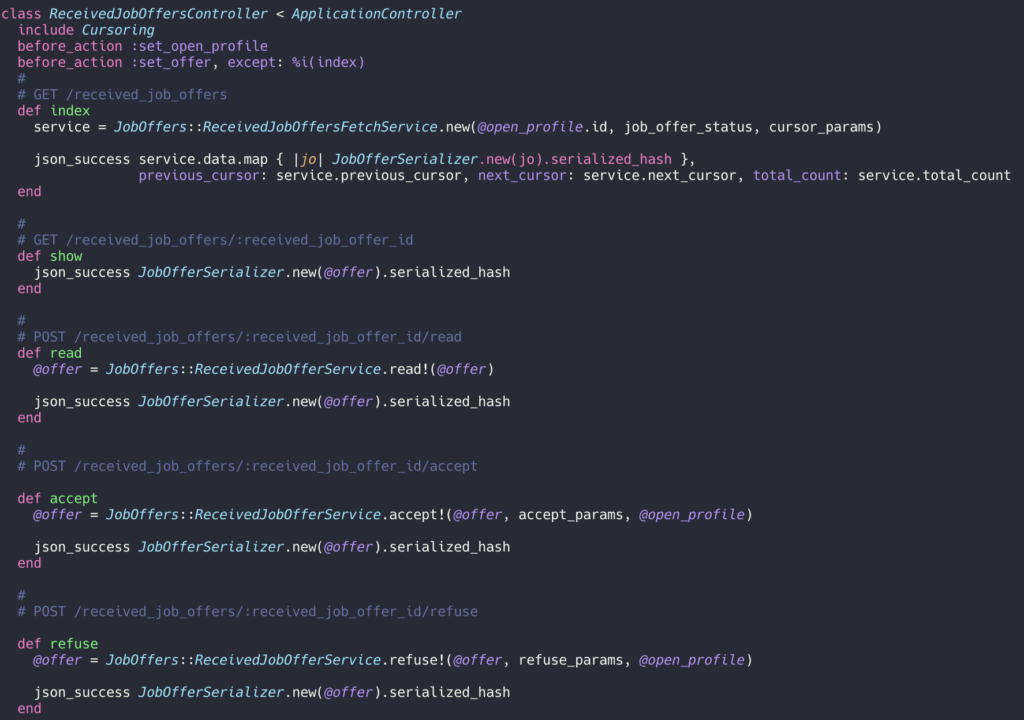 class ReceivedJobOffersController < ApplicationController
  include Cursoring
  before_action :set_open_profile
  before_action :set_offer, except: %i(index)
  #
  # GET /received_job_offers
  def index
    service = JobOffers::ReceivedJobOffersFetchService.new(@open_profile.id, job_offer_status, cursor_params)

    json_success service.data.map { |jo| JobOfferSerializer.new(jo).serialized_hash },
                 previous_cursor: service.previous_cursor, next_cursor: service.next_cursor, total_count: service.total_count
  end

  #
  # GET /received_job_offers/:received_job_offer_id
  def show
    json_success JobOfferSerializer.new(@offer).serialized_hash
  end

  #
  # POST /received_job_offers/:received_job_offer_id/read
  def read
    @offer = JobOffers::ReceivedJobOfferService.read!(@offer)

    json_success JobOfferSerializer.new(@offer).serialized_hash
  end

  #
  # POST /received_job_offers/:received_job_offer_id/accept

  def accept
    @offer = JobOffers::ReceivedJobOfferService.accept!(@offer, accept_params, @open_profile)

    json_success JobOfferSerializer.new(@offer).serialized_hash
  end

  #
  # POST /received_job_offers/:received_job_offer_id/refuse

  def refuse
    @offer = JobOffers::ReceivedJobOfferService.refuse!(@offer, refuse_params, @open_profile)

    json_success JobOfferSerializer.new(@offer).serialized_hash
  end